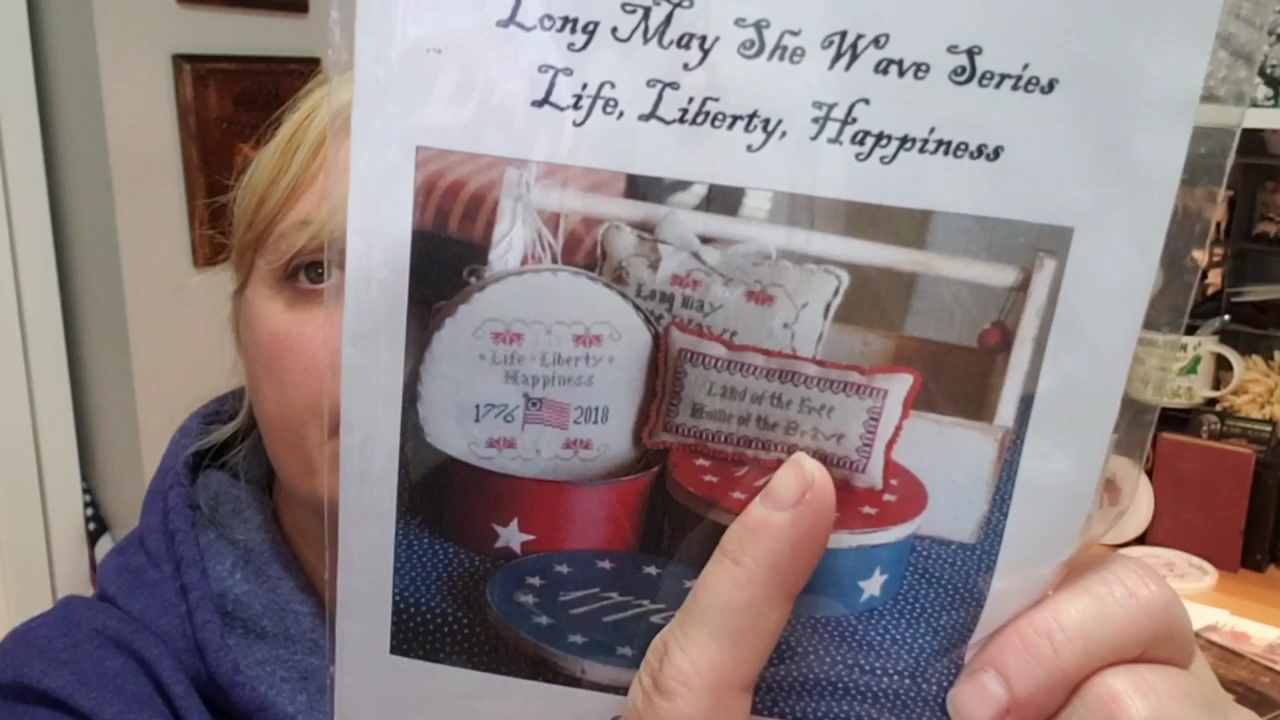 Long May She Wave Series
Life, Liberty, Happiness
Long may
Life Liberty
Happiness
1776 2018
Land of the Free
Home of the Brave
1776